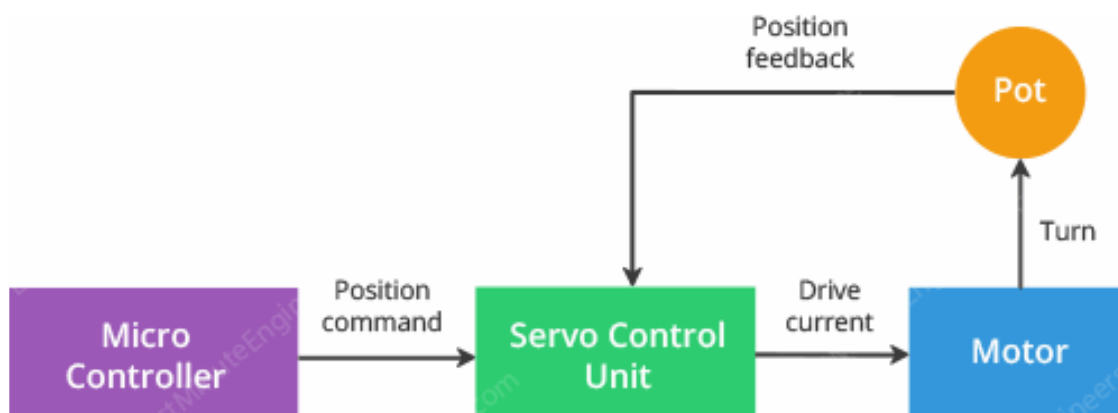 Position
feedback
Pot
Turn
Position
command
Drive
current
Micro
Controller
Servo Control
Unit
Motor